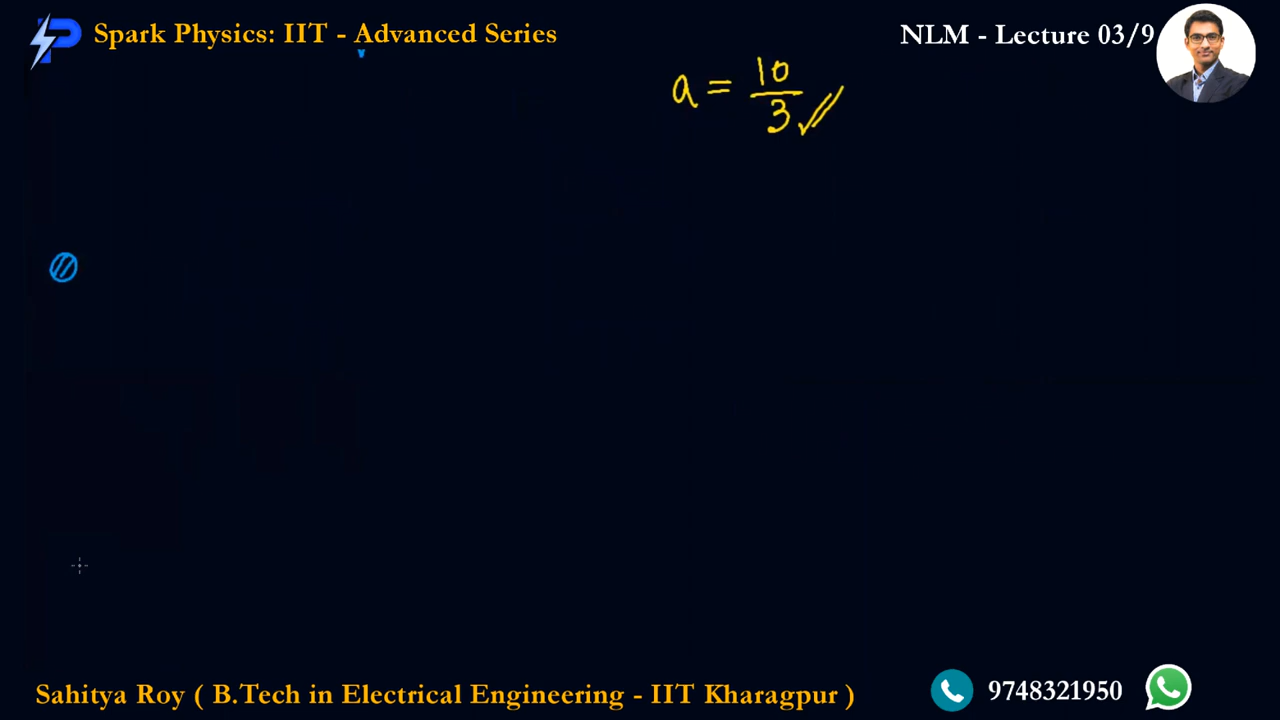 Spark Physics: IIT - Advanced Series
NLM - Lecture 03/9
a = 10/3
Sahitya Roy ( B.Tech in Electrical Engineering - IIT Kharagpur )
9748321950